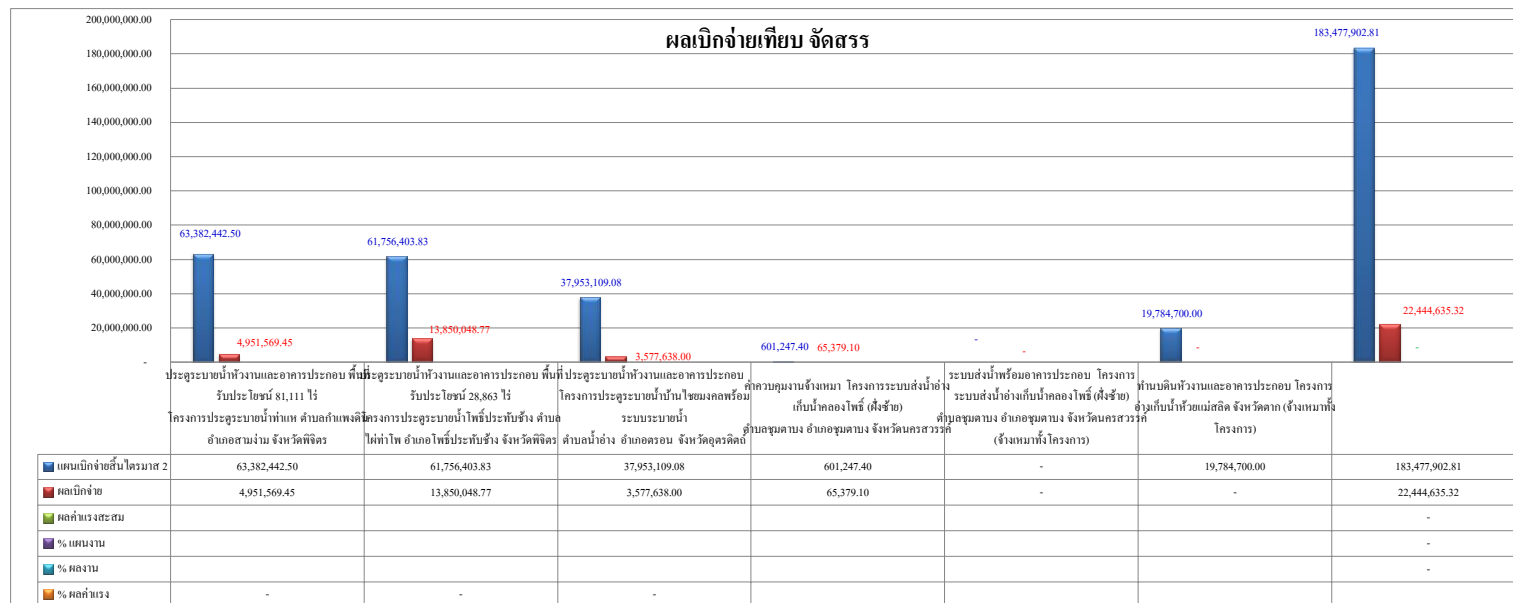 ผลเบิกจ่ายเทียบ จัดสรร
200,000,000.00
180,000,000.00
160,000,000.00
140,000,000.00
120,000,000.00
100,000,000.00
80,000,000.00
60,000,000.00
40,000,000.00
20,000,000.00
-
63,382,442.50
4,951,569.45
61,756,403.83
13,850,048.77
37,953,109.08
3,577,638.00
601,247.40
65,379.10
-
-
19,784,700.00
-
183,477,902.81
22,444,635.32
-
ประตูระบายน้ำหัวงานและอาคารประกอบ พื้นที่
รับประโยชน์ 81,111 ไร่
โครงการประตูระบายน้ำท่าแห ตำบลกำแพงดิน
อำเภอสามง่าม จังหวัดพิจิตร
ประตูระบายน้ำหัวงานและอาคารประกอบ พื้นที่
รับประโยชน์ 28,863 ไร่
โครงการประตูระบายน้ำโพธิ์ประทับช้าง ตำบล
ไผ่ท่าโพ อำเภอโพธิ์ประทับช้าง จังหวัดพิจิตร
ประตูระบายน้ำหัวงานและอาคารประกอบ
โครงการประตูระบายน้ำบ้านไชยมงคลพร้อม
ระบบระบายน้ำ
ตำบลน้ำอ่าง อำเภอตรอน จังหวัดอุตรดิตถ์
ค่าควบคุมงานจ้างเหมา โครงการระบบส่งน้ำอ่าง
เก็บน้ำคลองโพธิ์ (ฝั่งซ้าย)
ตำบลชุมตาบง อำเภอชุมตาบง จังหวัดนครสวรรค์
ระบบส่งน้ำพร้อมอาคารประกอบ โครงการ
ระบบส่งน้ำอ่างเก็บน้ำคลองโพธิ์ (ฝั่งซ้าย)
ตำบลชุมตาบง อำเภอชุมตาบง จังหวัดนครสวรรค์
(จ้างเหมาทั้งโครงการ)
ทำนบดินหัวงานและอาคารประกอบ โครงการ
อ่างเก็บน้ำห้วยแม่สลิด จังหวัดตาก (จ้างเหมาทั้ง
โครงการ)
แผนเบิกจ่ายสิ้นไตรมาส 2 63,382,442.50 61,756,403.83 37,953,109.08 601,247.40 - 19,784,700.00 183,477,902.81
ผลเบิกจ่าย 4,951,569.45 13,850,048.77 3,577,638.00 65,379.10 - - 22,444,635.32
ผลค่าแรงสะสม -
% แผนงาน -
% ผลงาน -
% ผลค่าแรง - - -